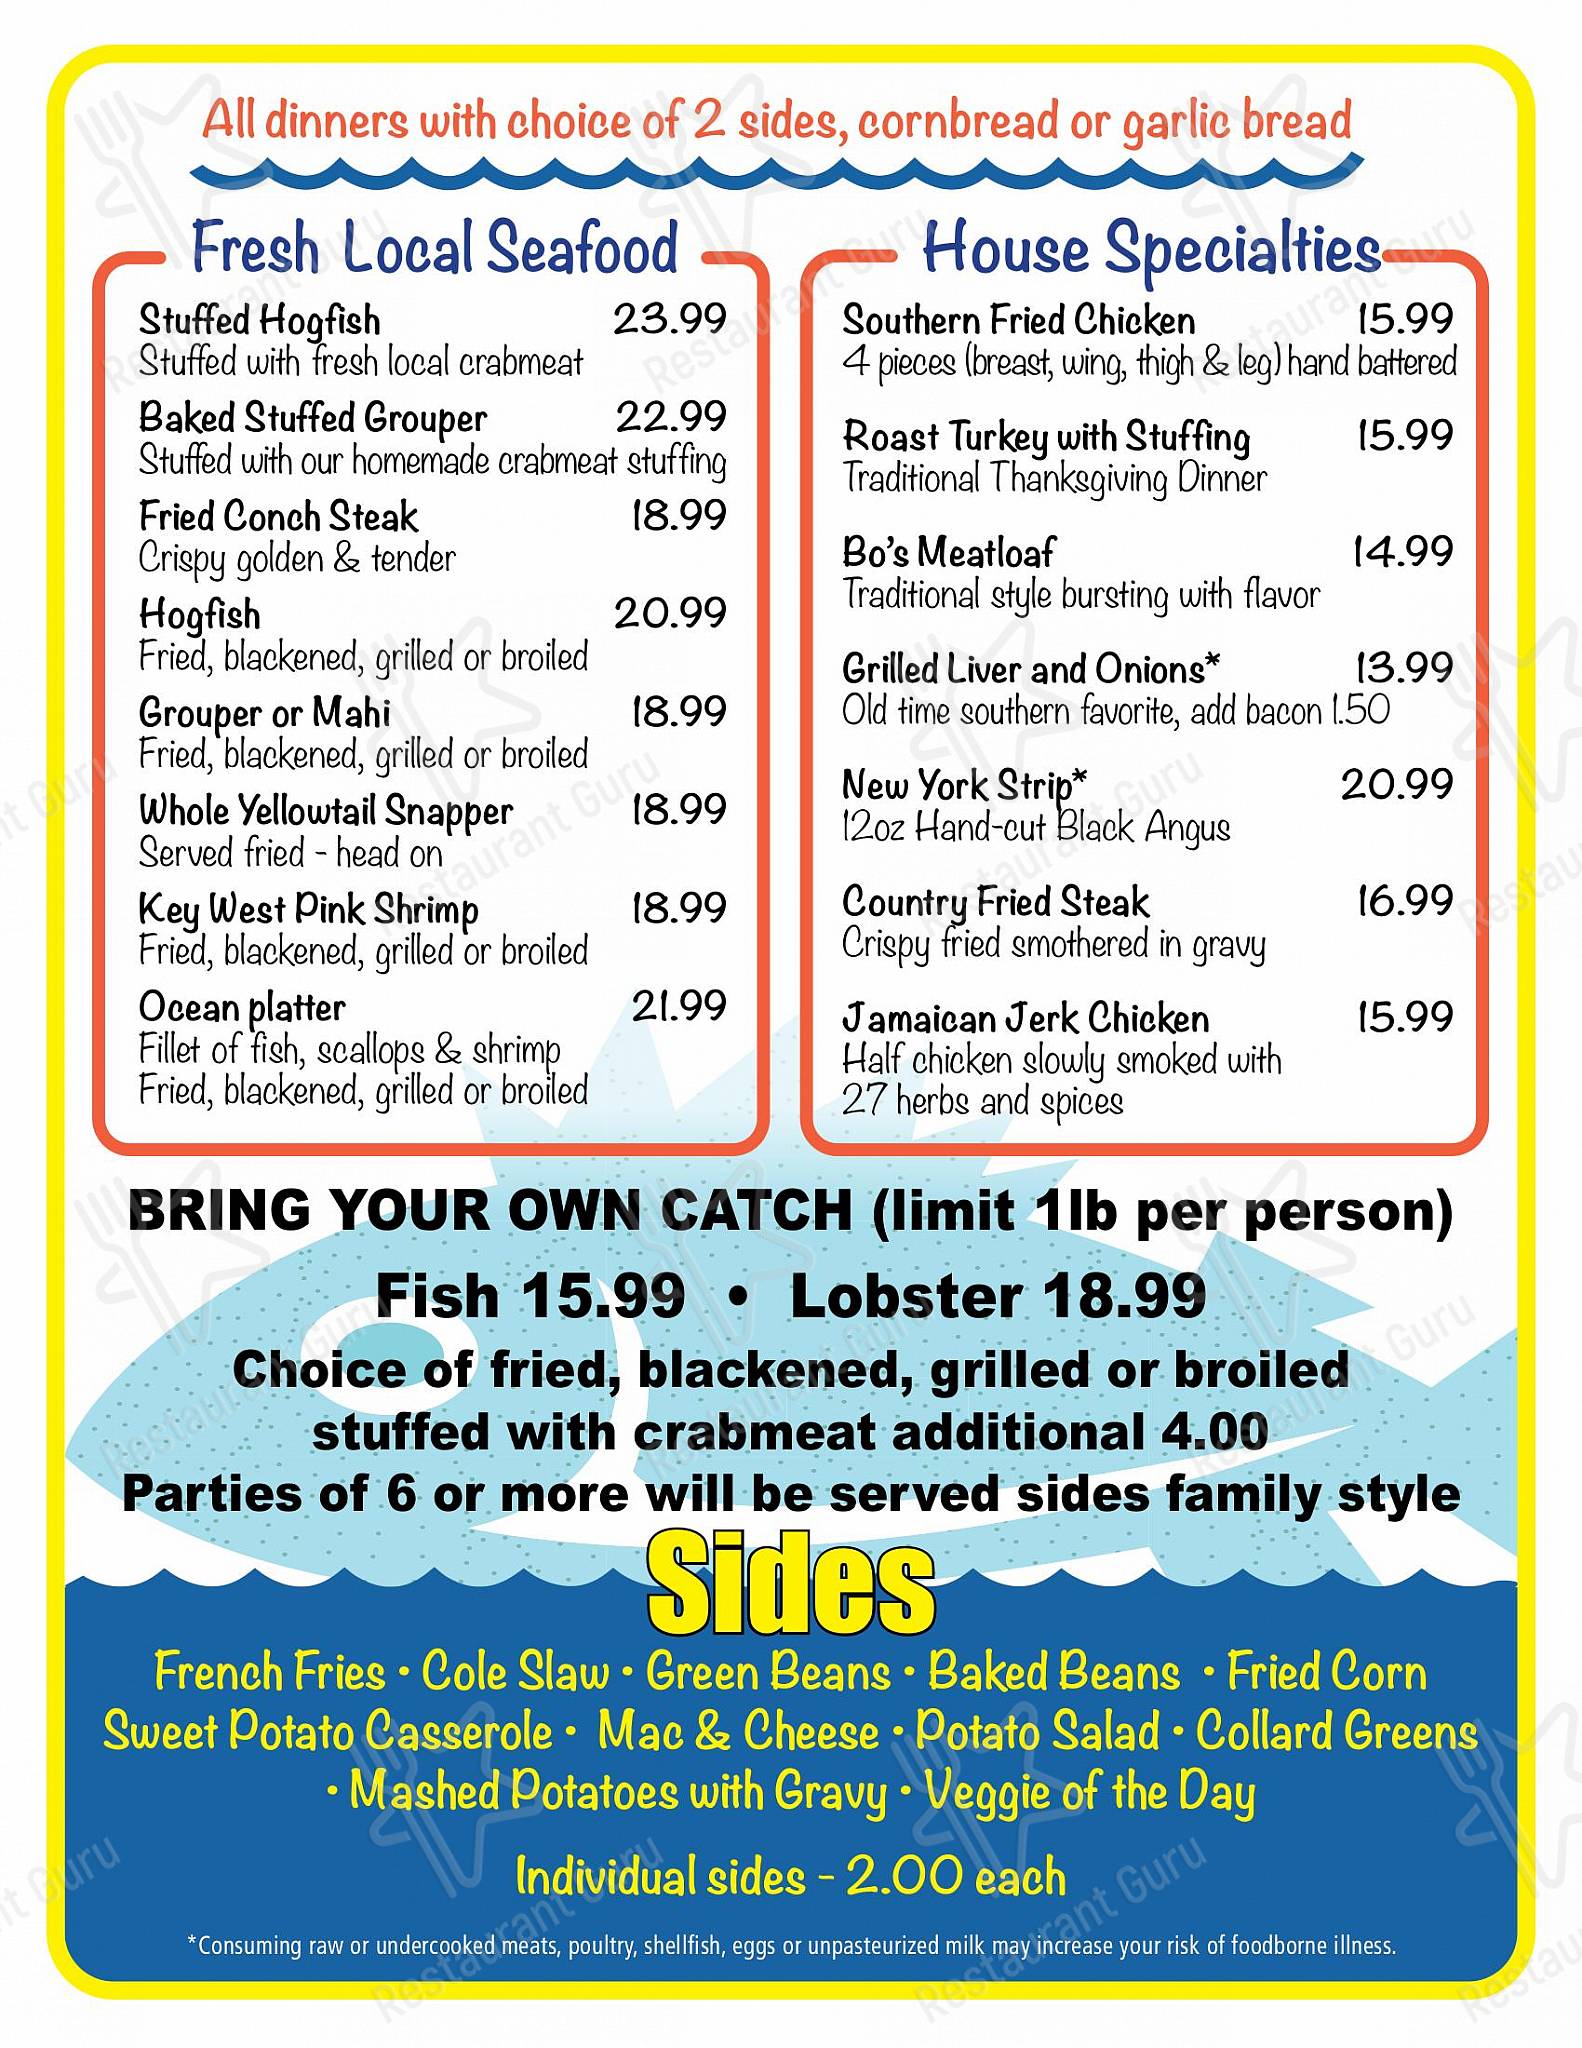 All dinners with choice of 2 sides, cornbread or garlic bread
Fresh Local Seafood
Stuffed Hogfish 23.99
Stuffed with fresh local crabmeat
Baked Stuffed Grouper 22.99
Stuffed with our homemade crabmeat stuffing
Fried Conch Steak 18.99
Crispy golden & tender
Hogfish 20.99
Fried, blackened, grilled or broiled
Grouper or Mahi 18.99
Fried, blackened, grilled or broiled
Whole Yellowtail Snapper 18.99
Served fried - head on
Key West Pink Shrimp 18.99
Fried, blackened, grilled or broiled
Ocean platter 21.99
Fillet of fish, scallops & shrimp
Fried, blackened, grilled or broiled
House Specialties
Southern Fried Chicken 15.99
4 pieces (breast, wing, thigh & leg) hand battered
Roast Turkey with Stuffing 15.99
Traditional Thanksgiving Dinner
Bo's Meatloaf 14.99
Traditional style bursting with flavor
Grilled Liver and Onions* 13.99
Old time southern favorite, add bacon 1.50
New York Strip* 20.99
12oz Hand-cut Black Angus
Country Fried Steak 16.99
Crispy fried smothered in gravy
Jamaican Jerk Chicken 15.99
Half chicken slowly smoked with
27 herbs and spices
BRING YOUR OWN CATCH (limit 1lb per person)
Fish 15.99 • Lobster 18.99
Choice of fried, blackened, grilled or broiled
stuffed with crabmeat additional 4.00
Parties of 6 or more will be served sides family style
Sides
French Fries • Cole Slaw • Green Beans • Baked Beans • Fried Corn
Sweet Potato Casserole • Mac & Cheese • Potato Salad • Collard Greens
• Mashed Potatoes with Gravy • Veggie of the Day
Individual sides - 2.00 each
*Consuming raw or undercooked meats, poultry, shellfish, eggs or unpasteurized milk may increase your risk of foodborne illness.
Restaurant Guru